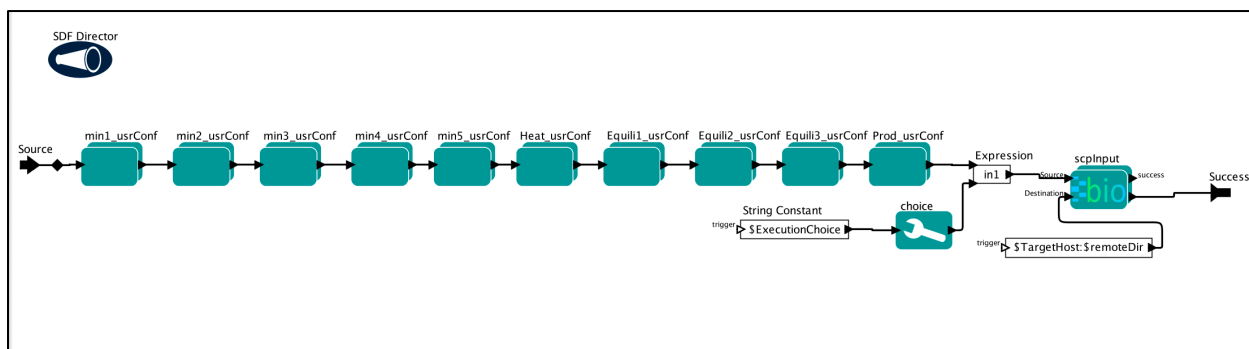 SDF Director
Source
min1_usrConf
min2_usrConf
min3_usrConf
min4_usrConf
min5_usrConf
Heat_usrConf
Equili1_usrConf
Equili2_usrConf
Equili3_usrConf
Prod_usrConf
Expression
in1
scpInput
Source
Destination
bio
success
Success
String Constant
trigger
$ExecutionChoice
choice
trigger
$TargetHost:$remoteDir